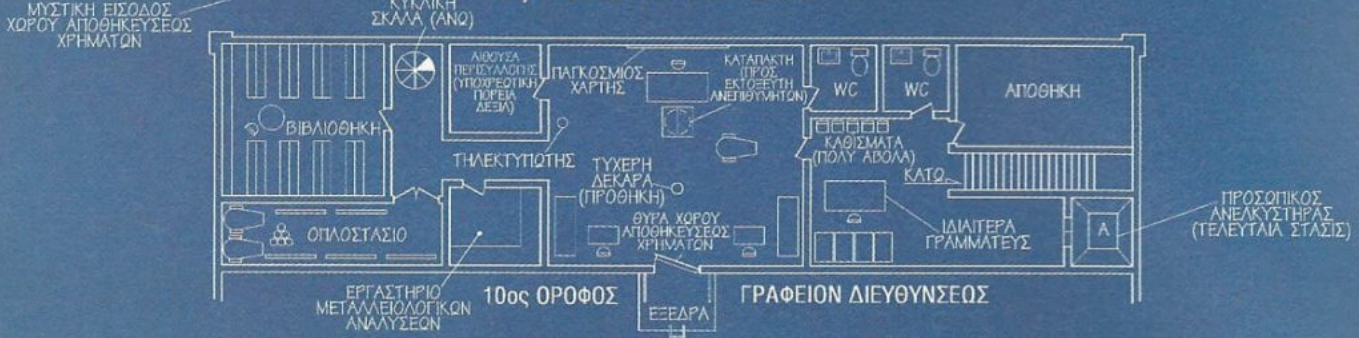 ΜΥΣΤΙΚΗ ΕΙΣΟΔΟΣ
ΧΩΡΟΥ ΑΠΟΘΗΚΕΥΣΕΩΣ
ΧΡΗΜΑΤΩΝ
ΚΥΚΛΙΚΗ
ΣΚΑΛΑ (ΑΝΩ)
ΑΙΘΟΥΣΑ
ΠΕΡΙΣΥΛΛΟΓΗΣ
(ΥΠΟΧΡΕΩΤΙΚΗ
ΠΟΡΕΙΑ
ΔΕΞΙΑ)
ΠΑΓΚΟΣΜΙΟΣ
ΧΑΡΤΗΣ
ΚΑΤΑΠΑΚΤΗ
(ΠΡΟΣ
ΕΚΤΟΞΕΥΤΗ
ΑΝΕΠΙΘΥΜΗΤΩΝ)
WC
WC
ΑΠΟΘΗΚΗ
ΒΙΒΛΙΟΘΗΚΗ
ΤΗΛΕΚΤΥΠΩΤΗΣ
ΚΑΘΙΣΜΑΤΑ
(ΠΟΛΥ ΑΒΟΛΑ)
ΚΑΤΩ
ΤΥΧΕΡΗ
ΔΕΚΑΡΑ
(ΠΡΟΘΗΚΗ)
ΘΥΡΑ ΧΩΡΟΥ
ΑΠΟΘΗΚΕΥΣΕΩΣ
ΧΡΗΜΑΤΩΝ
ΙΔΙΑΙΤΕΡΑ
ΓΡΑΜΜΑΤΕΥΣ
Α
ΠΡΟΣΩΠΙΚΟΣ
ΑΝΕΛΚΥΣΤΗΡΑΣ
(ΤΕΛΕΥΤΑΙΑ ΣΤΑΣΙΣ)
ΟΠΛΟΣΤΑΣΙΟ
ΕΡΓΑΣΤΗΡΙΟ
ΜΕΤΑΛΛΕΙΟΛΟΓΙΚΩΝ
ΑΝΑΛΥΣΕΩΝ
10ος ΟΡΟΦΟΣ
ΕΞΕΔΡΑ
ΓΡΑΦΕΙΟΝ ΔΙΕΥΘΥΝΣΕΩΣ